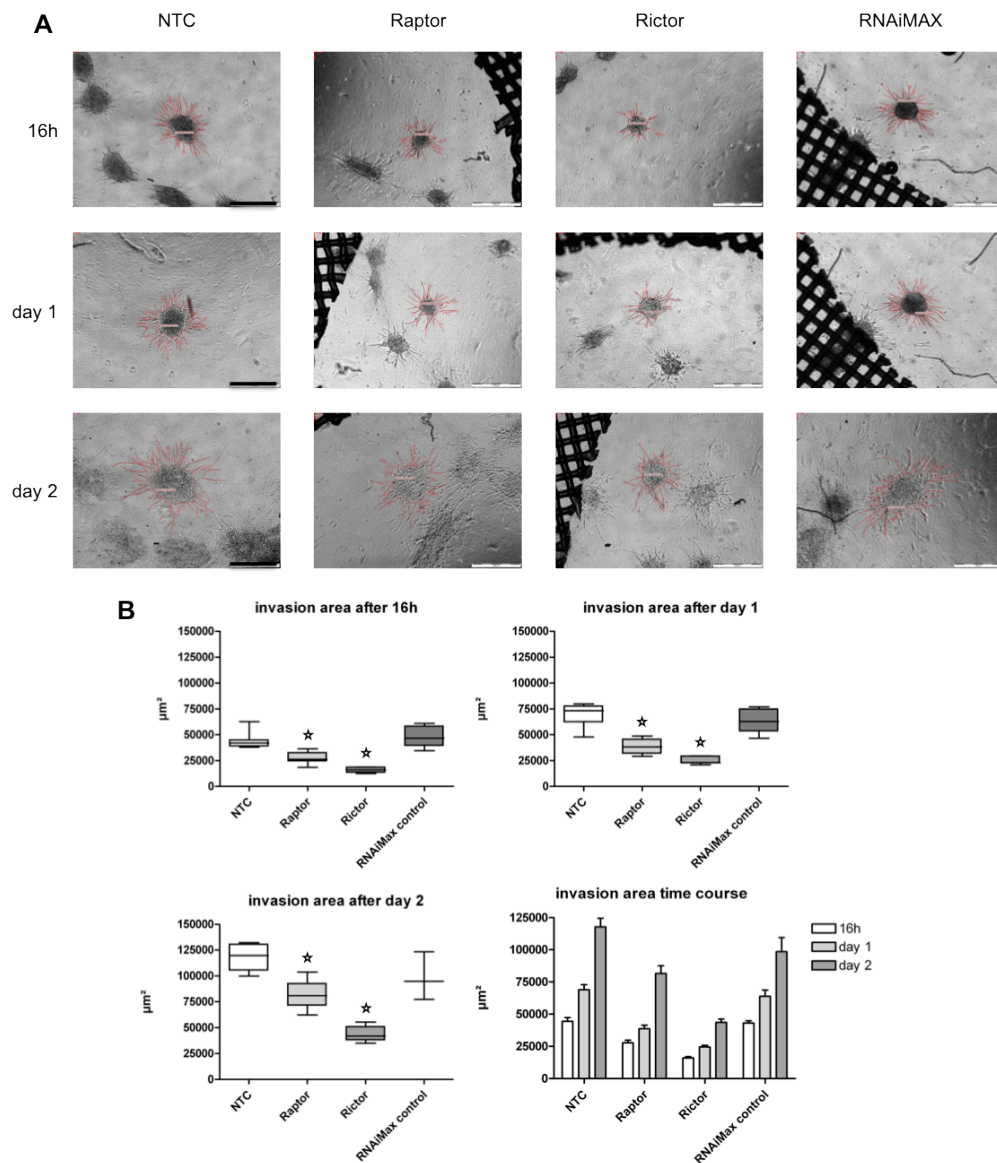 A
NTC Raptor Rictor RNAiMAX
16h
day 1
day 2
B
invasion area after 16h
150000
125000
100000
75000
50000
25000
0
µm²
NTC
Raptor
Rictor
RNAiMax control
invasion area after day 1
150000
125000
100000
75000
50000
25000
0
µm²
NTC
Raptor
Rictor
RNAiMax control
invasion area after day 2
150000
125000
100000
75000
50000
25000
0
µm²
NTC
Raptor
Rictor
RNAiMax control
invasion area time course
125000
100000
75000
50000
25000
0
µm²
NTC
Raptor
Rictor
RNAiMax control
16h
day 1
day 2